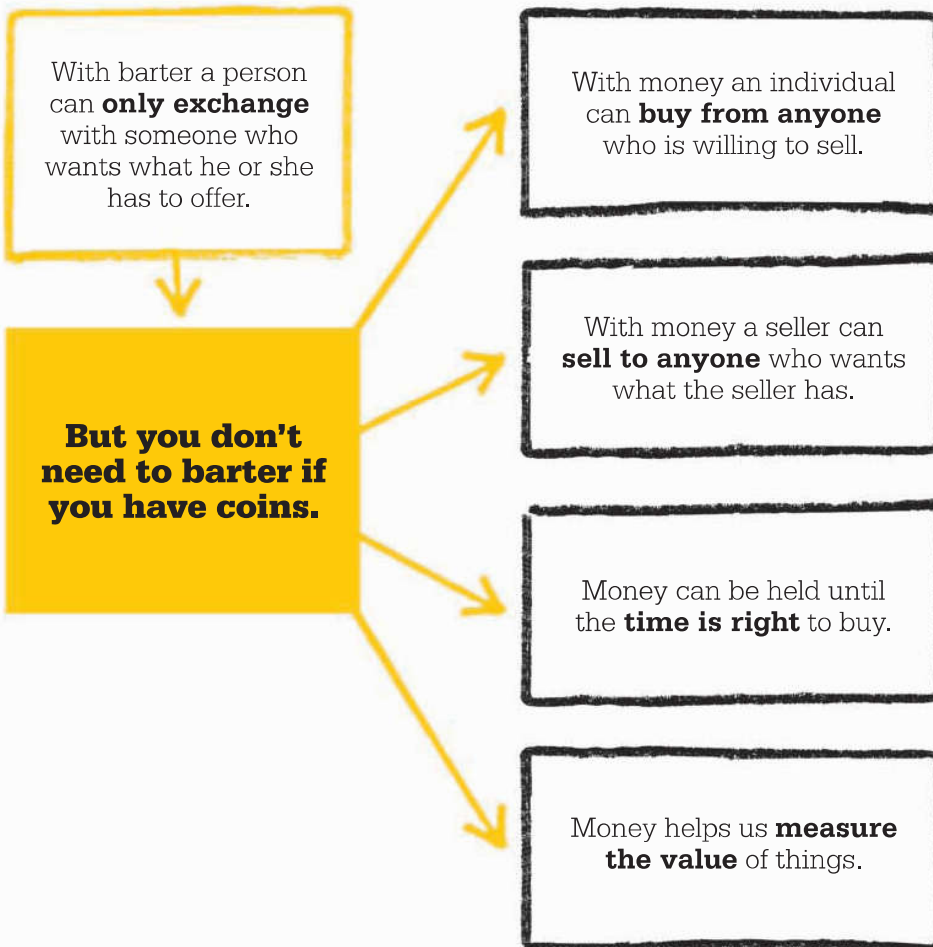 With barter a person
can only exchange
with someone who
wants what he or she
has to offer.
But you don’t
need to barter if
you have coins.
With money an individual
can buy from anyone
who is willing to sell.
With money a seller can
sell to anyone who wants
what the seller has.
Money can be held until
the time is right to buy.
Money helps us measure
the value of things.